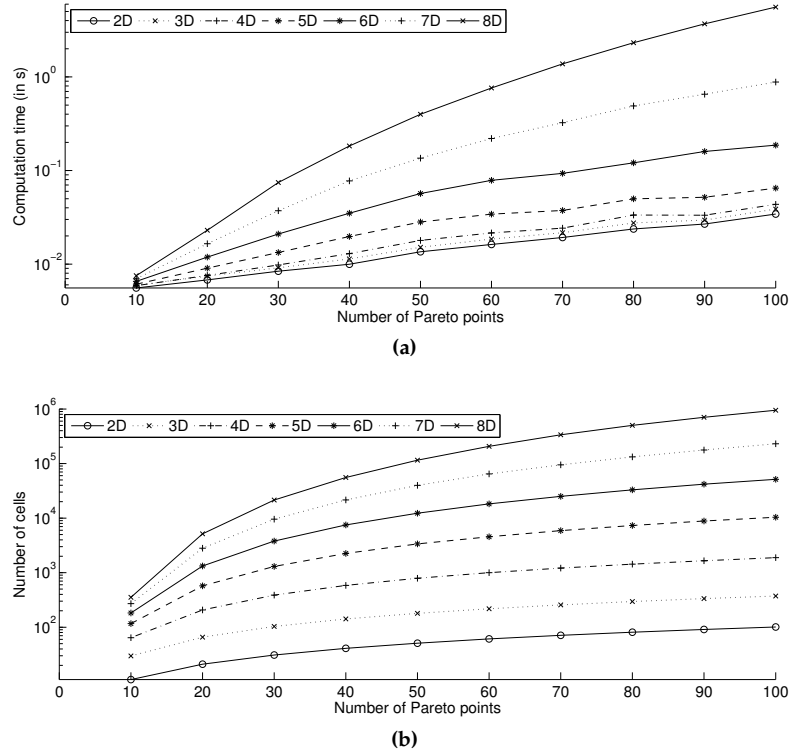 2D 3D 4D 5D 6D 7D 8D
10^0
10^-1
10^-2
Computation time (in s)
0 10 20 30 40 50 60 70 80 90 100
Number of Pareto points
(a)
10^6
2D 3D 4D 5D 6D 7D 8D
10^5
10^4
10^3
10^2
Number of cells
0 10 20 30 40 50 60 70 80 90 100
Number of Pareto points
(b)